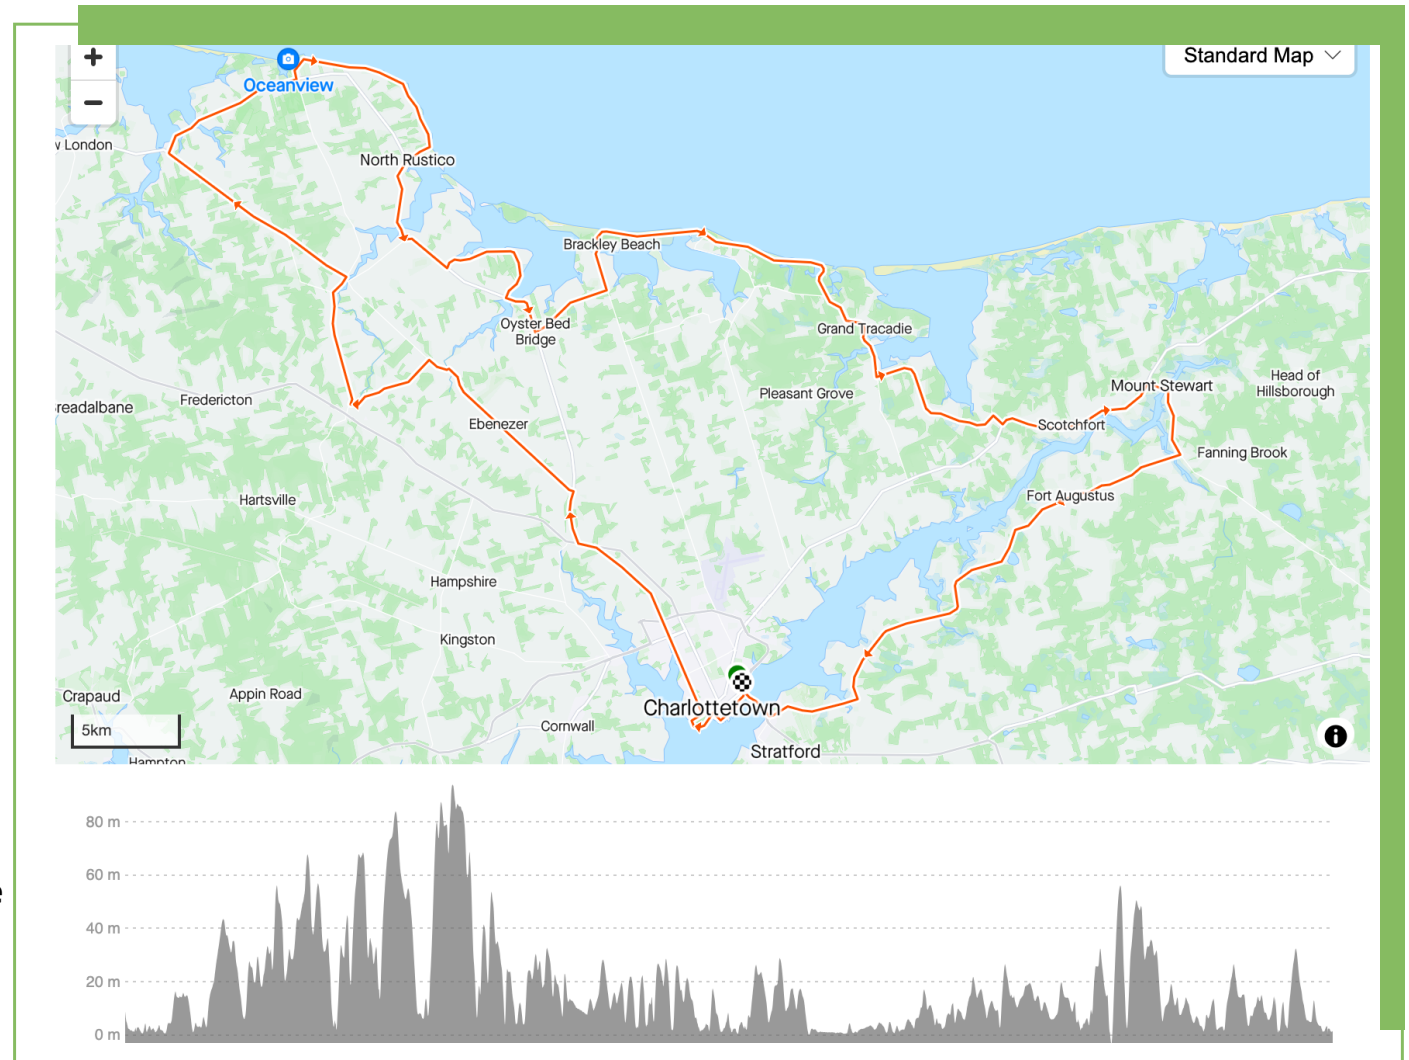 +
Standard Map
Oceanview
−
w London
North Rustico
Brackley Beach
Oyster Bed
Bridge
Grand Tracadie
Mount Stewart
Head of
Hillsborough
Pleasant Grove
Fredericton
readalbane
Ebenezer
Scotchfort
Fanning Brook
Hartsville
Fort Augustus
Hampshire
Kingston
Crapaud
Appin Road
Charlottetown
5km
Cornwall
Stratford
i
Hampton
80 m
60 m
40 m
20 m
0 m